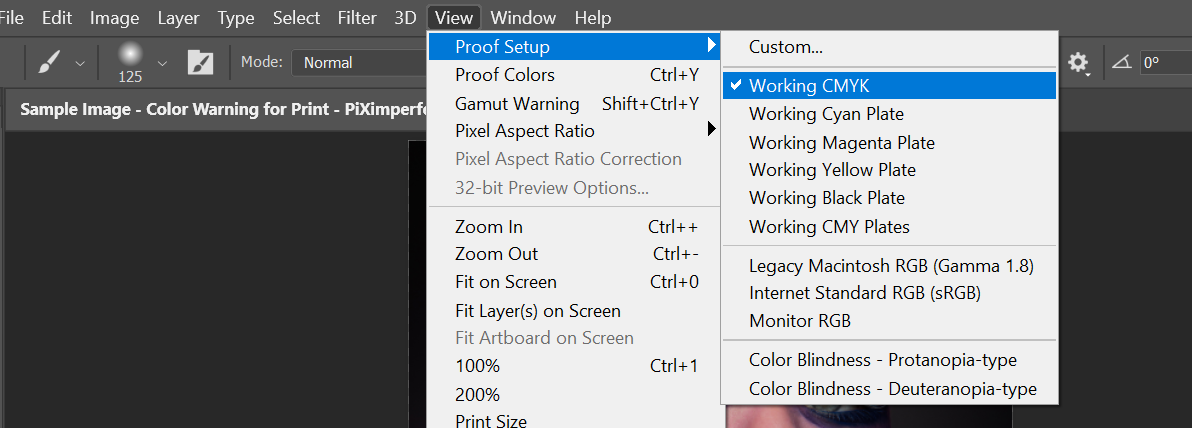 File Edit Image Layer Type Select Filter 3D View Window Help
125 Mode: Normal 0°
Sample Image - Color Warning for Print - PiXimperfe
Proof Setup
Proof Colors Ctrl+Y
Gamut Warning Shift+Ctrl+Y
Pixel Aspect Ratio
Pixel Aspect Ratio Correction
32-bit Preview Options...
Zoom In Ctrl++
Zoom Out Ctrl+-
Fit on Screen Ctrl+0
Fit Layer(s) on Screen
Fit Artboard on Screen
100% Ctrl+1
200%
Print Size
Custom...
Working CMYK
Working Cyan Plate
Working Magenta Plate
Working Yellow Plate
Working Black Plate
Working CMY Plates
Legacy Macintosh RGB (Gamma 1.8)
Internet Standard RGB (sRGB)
Monitor RGB
Color Blindness - Protanopia-type
Color Blindness - Deuteranopia-type